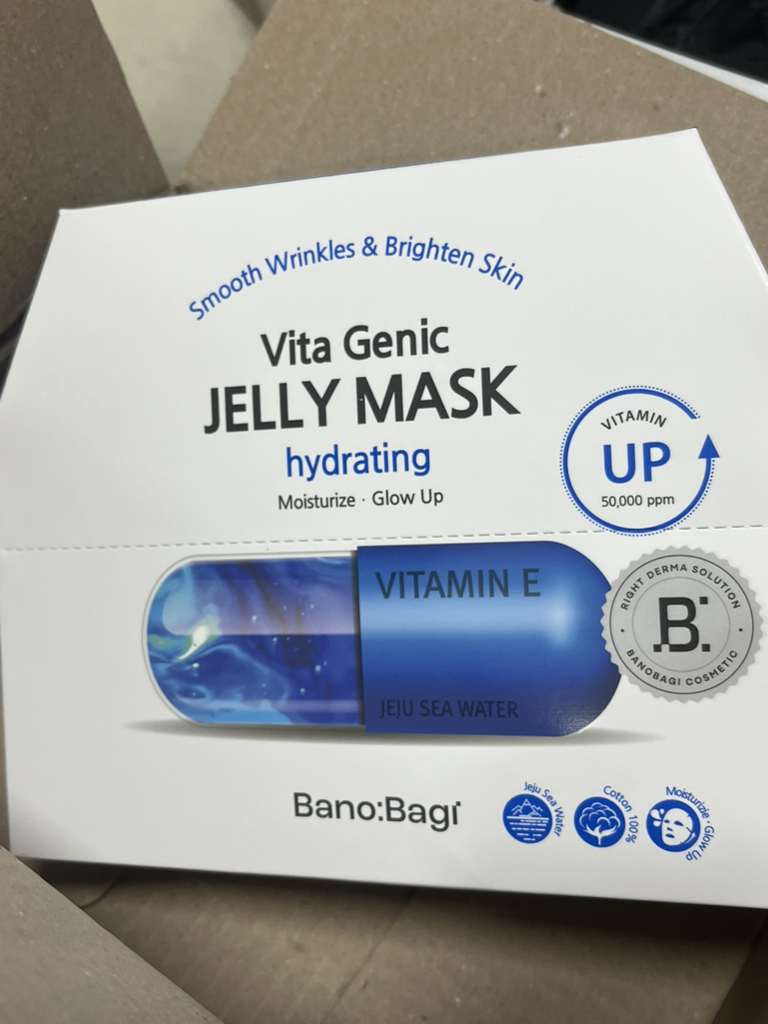 Smooth Wrinkles & Brighten Skin
Vita Genic
JELLY MASK
hydrating
Moisturize · Glow Up
VITAMIN
UP
50,000 ppm
VITAMIN E
JEJU SEA WATER
RIGHT DERMA SOLUTION
B
BANOBAGI COSMETIC
Bano:Bagi
Jeju Sea Water
Cotton 100%
Moisturizie · Glow Up